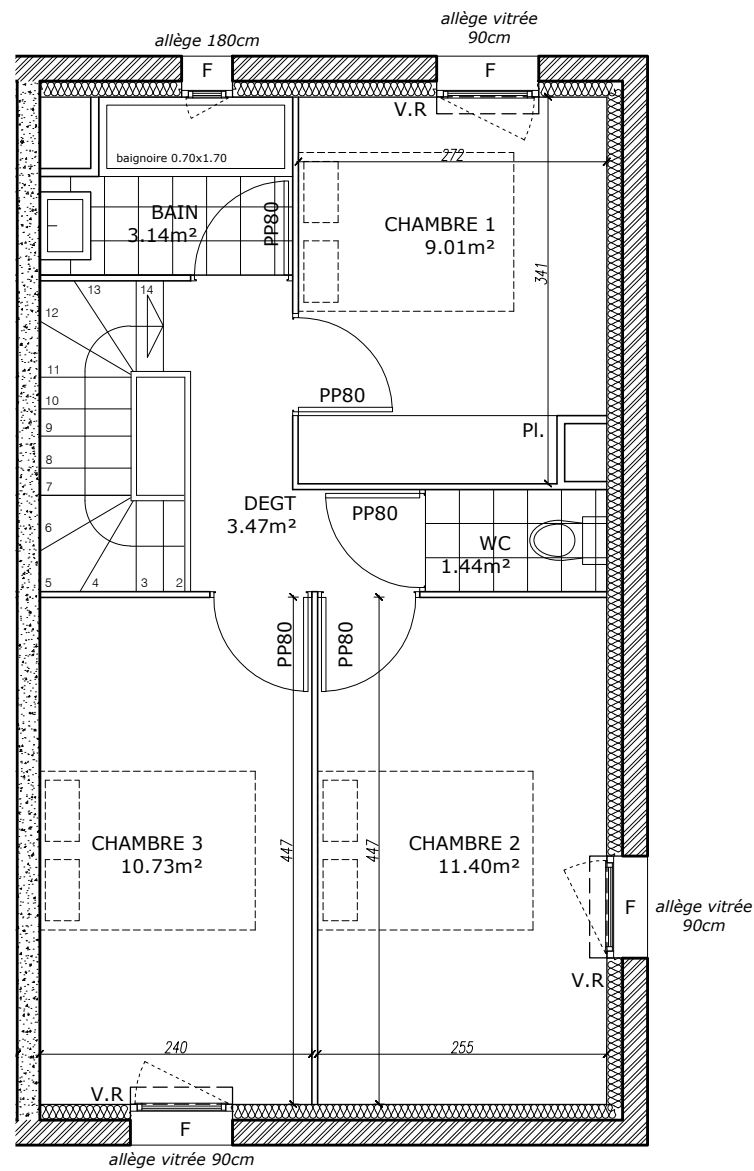 allège vitrée
90cm
allège 180cm
F
F
V.R
baignoire 0.70x1.70
272
BAIN
3.14m²
PP80
CHAMBRE 1
9.01m²
341
13
14
12
11
10
9
8
7
6
5
4
3
2
PP80
Pl.
DEGT
3.47m²
PP80
WC
1.44m²
PP80
PP80
CHAMBRE 3
10.73m²
447
CHAMBRE 2
11.40m²
447
F
allège vitrée
90cm
V.R
240
255
V.R
F
allège vitrée 90cm